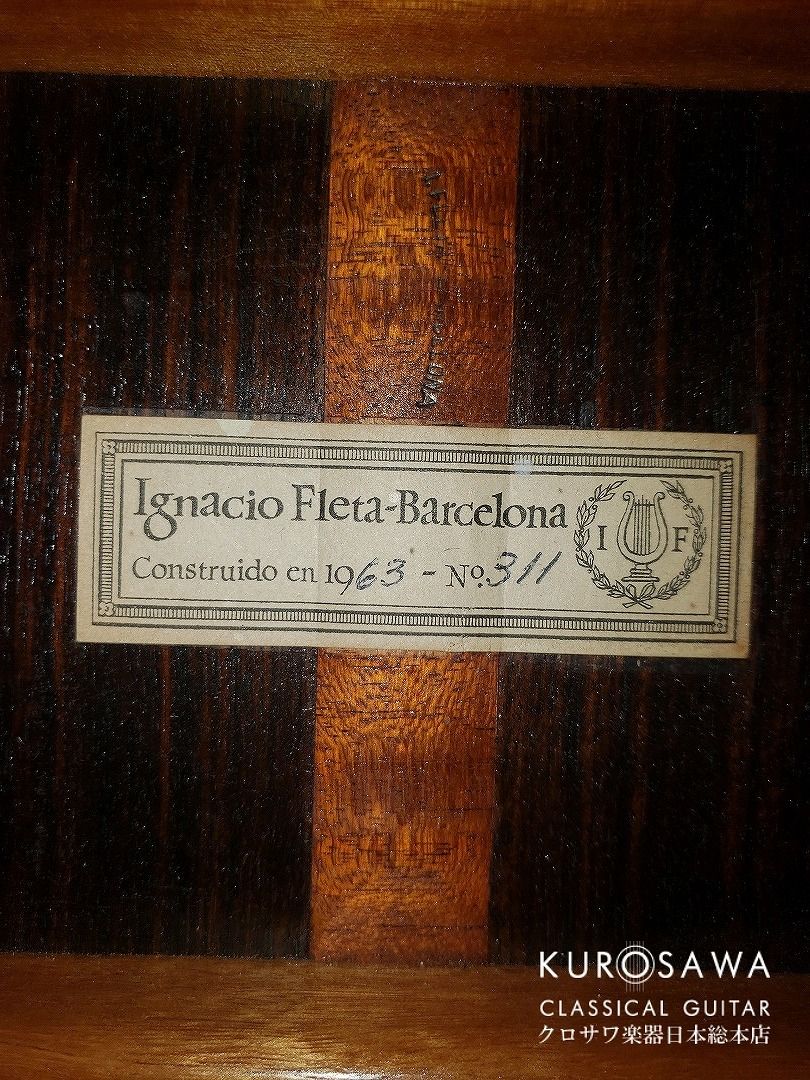 Ignacio Fleta-Barcelona
Construido en 1963 - Nº. 311
I F
KUROSAWA
CLASSICAL GUITAR
クロサワ楽器日本総本店